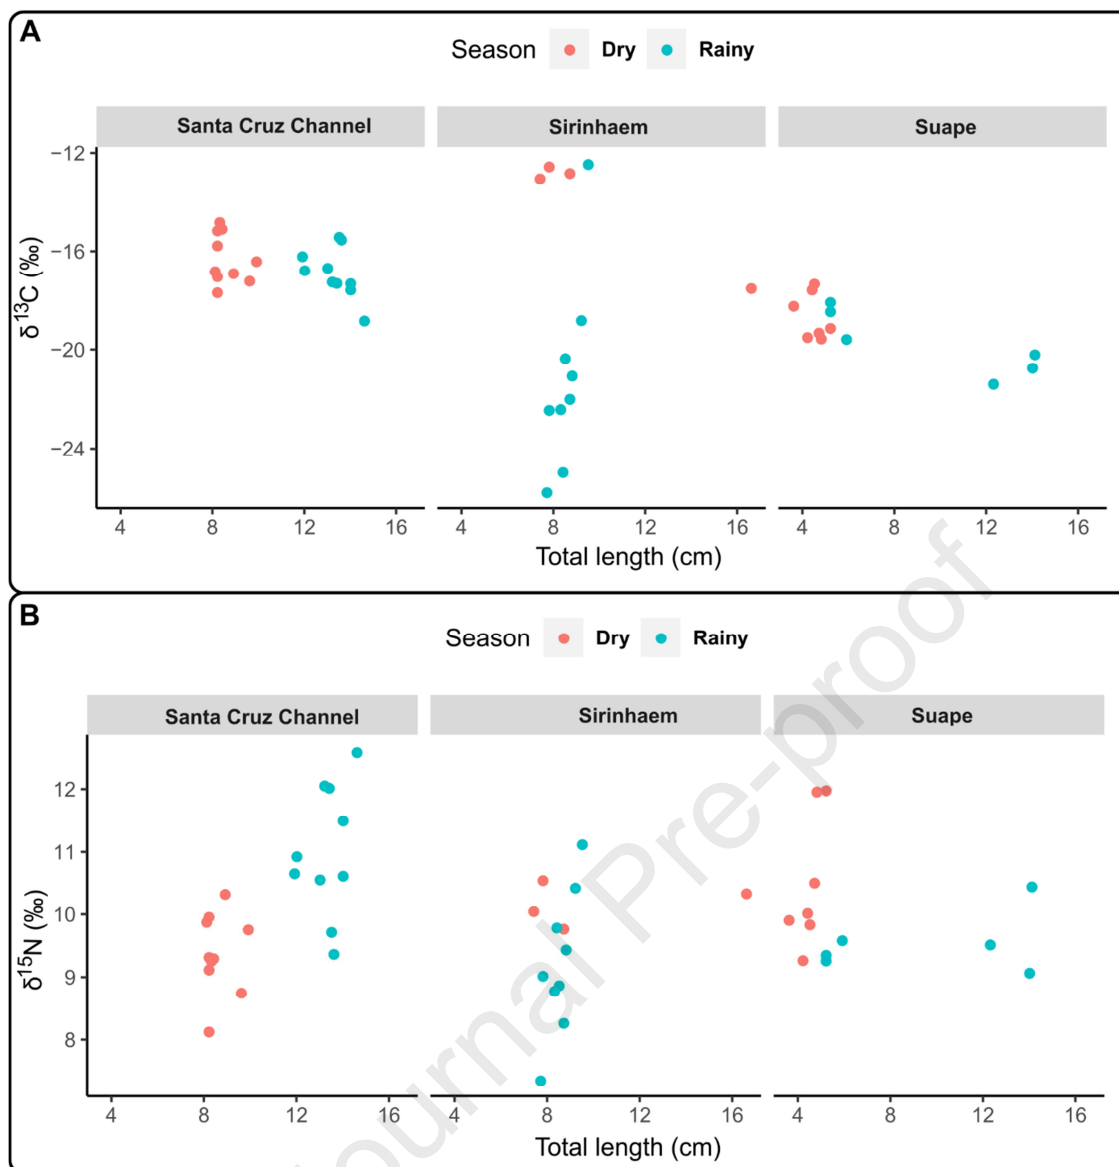 A
Season Dry Rainy
Santa Cruz Channel Sirinhaem Suape
−12
−16
−20
−24
δ¹³C (‰)
4 8 12 16 4 8 12 16 4 8 12 16
Total length (cm)
B
Season Dry Rainy
Santa Cruz Channel Sirinhaem Suape
12
11
10
9
8
δ¹⁵N (‰)
4 8 12 16 4 8 12 16 4 8 12 16
Total length (cm)
Journal Pre-proof